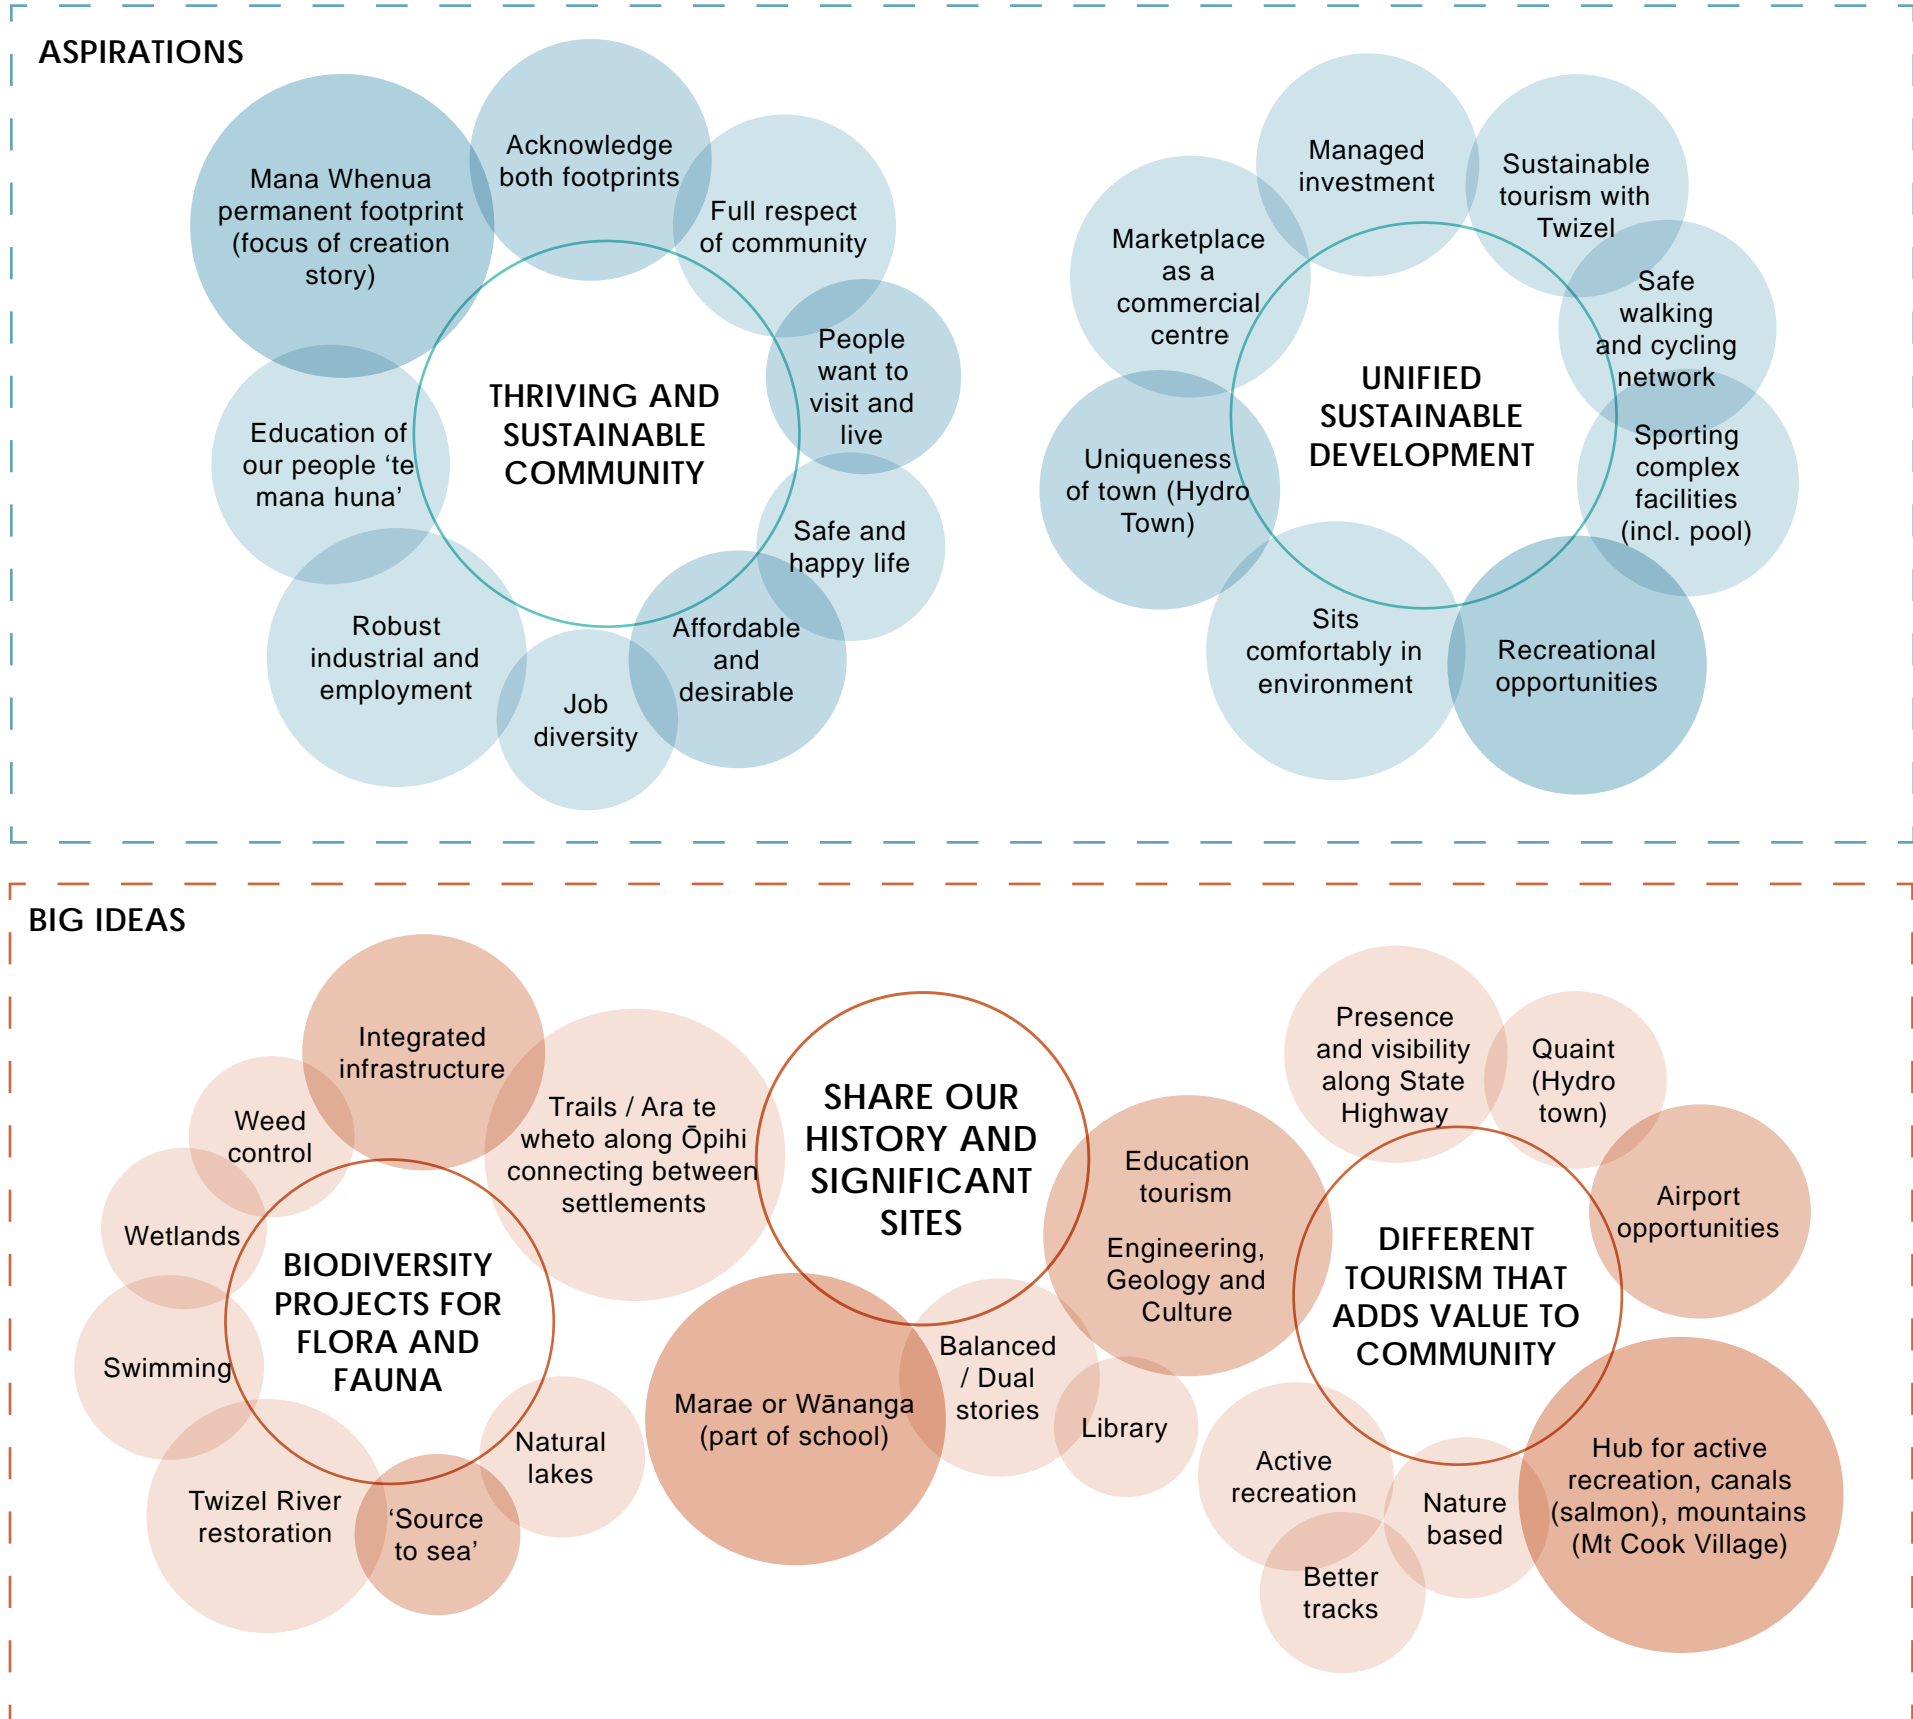 ASPIRATIONS
Mana Whenua
permanent footprint
(focus of creation
story)
Acknowledge
both footprints
Full respect
of community
People
want to
visit and
live
Safe and
happy life
Affordable
and
desirable
Job
diversity
Robust
industrial and
employment
Education of
our people ‘te
mana huna’
THRIVING AND
SUSTAINABLE
COMMUNITY
Managed
investment
Sustainable
tourism with
Twizel
Safe
walking
and cycling
network
Sporting
complex
facilities
(incl. pool)
Recreational
opportunities
Sits
comfortably in
environment
Uniqueness
of town (Hydro
Town)
Marketplace
as a
commercial
centre
UNIFIED
SUSTAINABLE
DEVELOPMENT
BIG IDEAS
Integrated
infrastructure
Weed
control
Wetlands
Swimming
Twizel River
restoration
‘Source
to sea’
Natural
lakes
BIODIVERSITY
PROJECTS FOR
FLORA AND
FAUNA
Trails / Ara te
wheto along Ōpihi
connecting between
settlements
SHARE OUR
HISTORY AND
SIGNIFICANT
SITES
Marae or Wānanga
(part of school)
Balanced
/ Dual
stories
Library
Education
tourism
Engineering,
Geology and
Culture
Presence
and visibility
along State
Highway
Quaint
(Hydro
town)
Airport
opportunities
DIFFERENT
TOURISM THAT
ADDS VALUE TO
COMMUNITY
Hub for active
recreation, canals
(salmon), mountains
(Mt Cook Village)
Nature
based
Active
recreation
Better
tracks